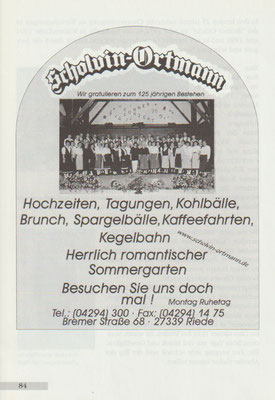 Scholvin-Ortmann
Wir gratulieren zum 125 jährigen Bestehen
Hochzeiten, Tagungen, Kohlbälle,
Brunch, Spargelbälle, Kaffeefahrten,
Kegelbahn
www.scholvin-ortmann.de
Herrlich romantischer
Sommergarten
Besuchen Sie uns doch
mal ! Montag Ruhetag
Tel.: (04294) 300 · Fax: (04294) 14 75
Bremer Straße 68 · 27339 Riede
84